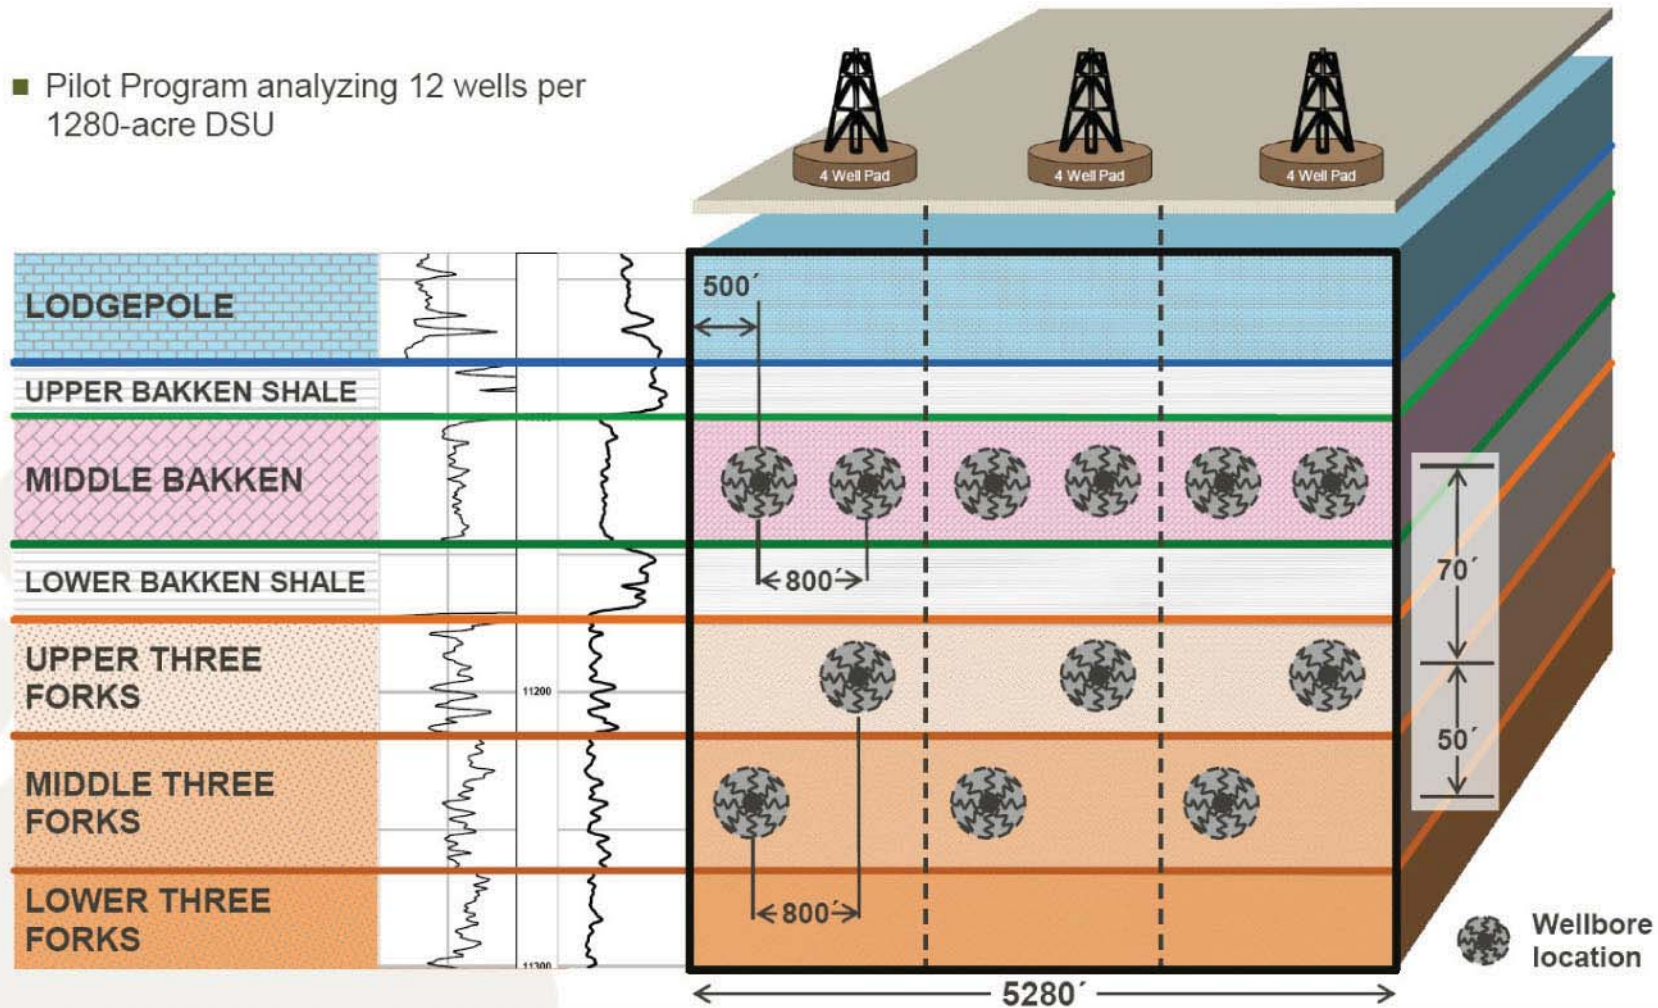 ■ Pilot Program analyzing 12 wells per
1280-acre DSU
4 Well Pad
4 Well Pad
4 Well Pad
500´
LODGEPOLE
UPPER BAKKEN SHALE
MIDDLE BAKKEN
LOWER BAKKEN SHALE
800´
70´
UPPER THREE
FORKS
11200
50´
MIDDLE THREE
FORKS
LOWER THREE
FORKS
800´
11300
Wellbore
location
5280´